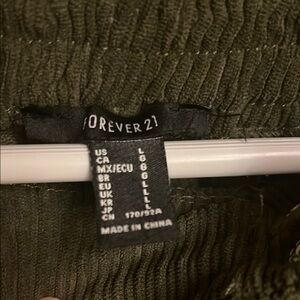 FOREVER 21
US L
CA G
MX/ECU G
BR G
EU L
UK L
KR L
JP L
CN 170/92A
MADE IN CHINA